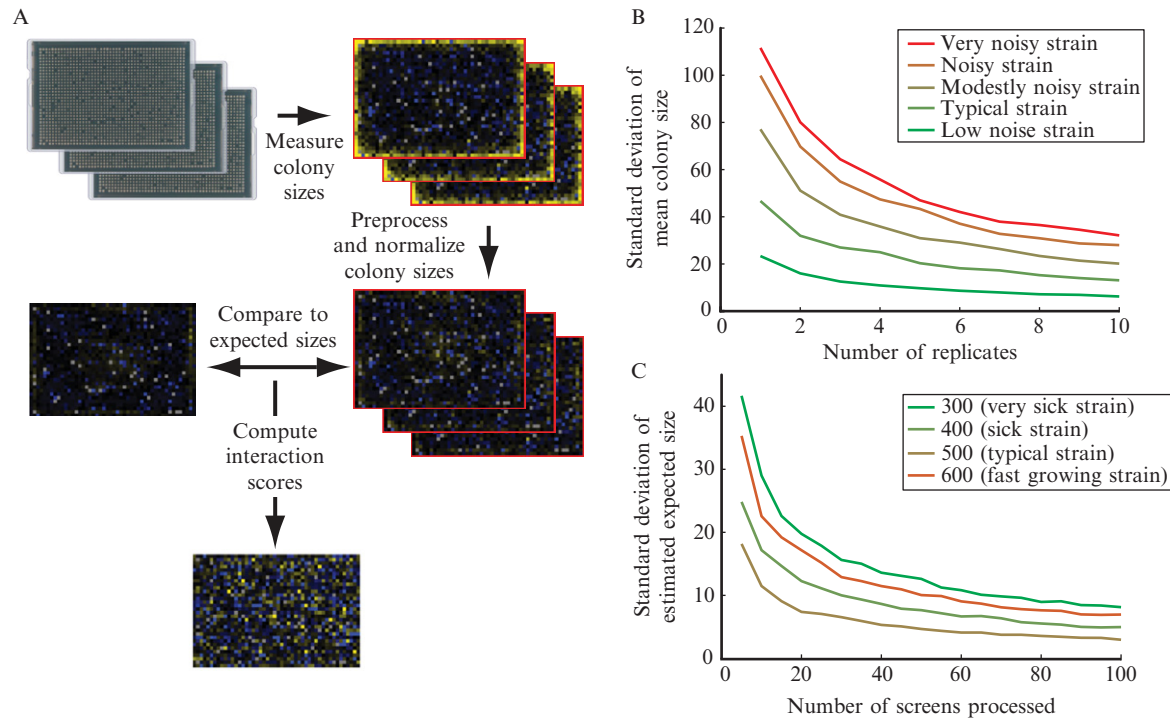 A
Measure
colony
sizes
Preprocess
and normalize
colony sizes
Compare to
expected sizes
Compute
interaction
scores
B
Standard deviation of
mean colony size
120
100
80
60
40
20
0
0
2
4
6
8
10
Number of replicates
Very noisy strain
Noisy strain
Modestly noisy strain
Typical strain
Low noise strain
C
Standard deviation of
estimated expected size
40
30
20
10
0
0
20
40
60
80
100
Number of screens processed
300 (very sick strain)
400 (sick strain)
500 (typical strain)
600 (fast growing strain)